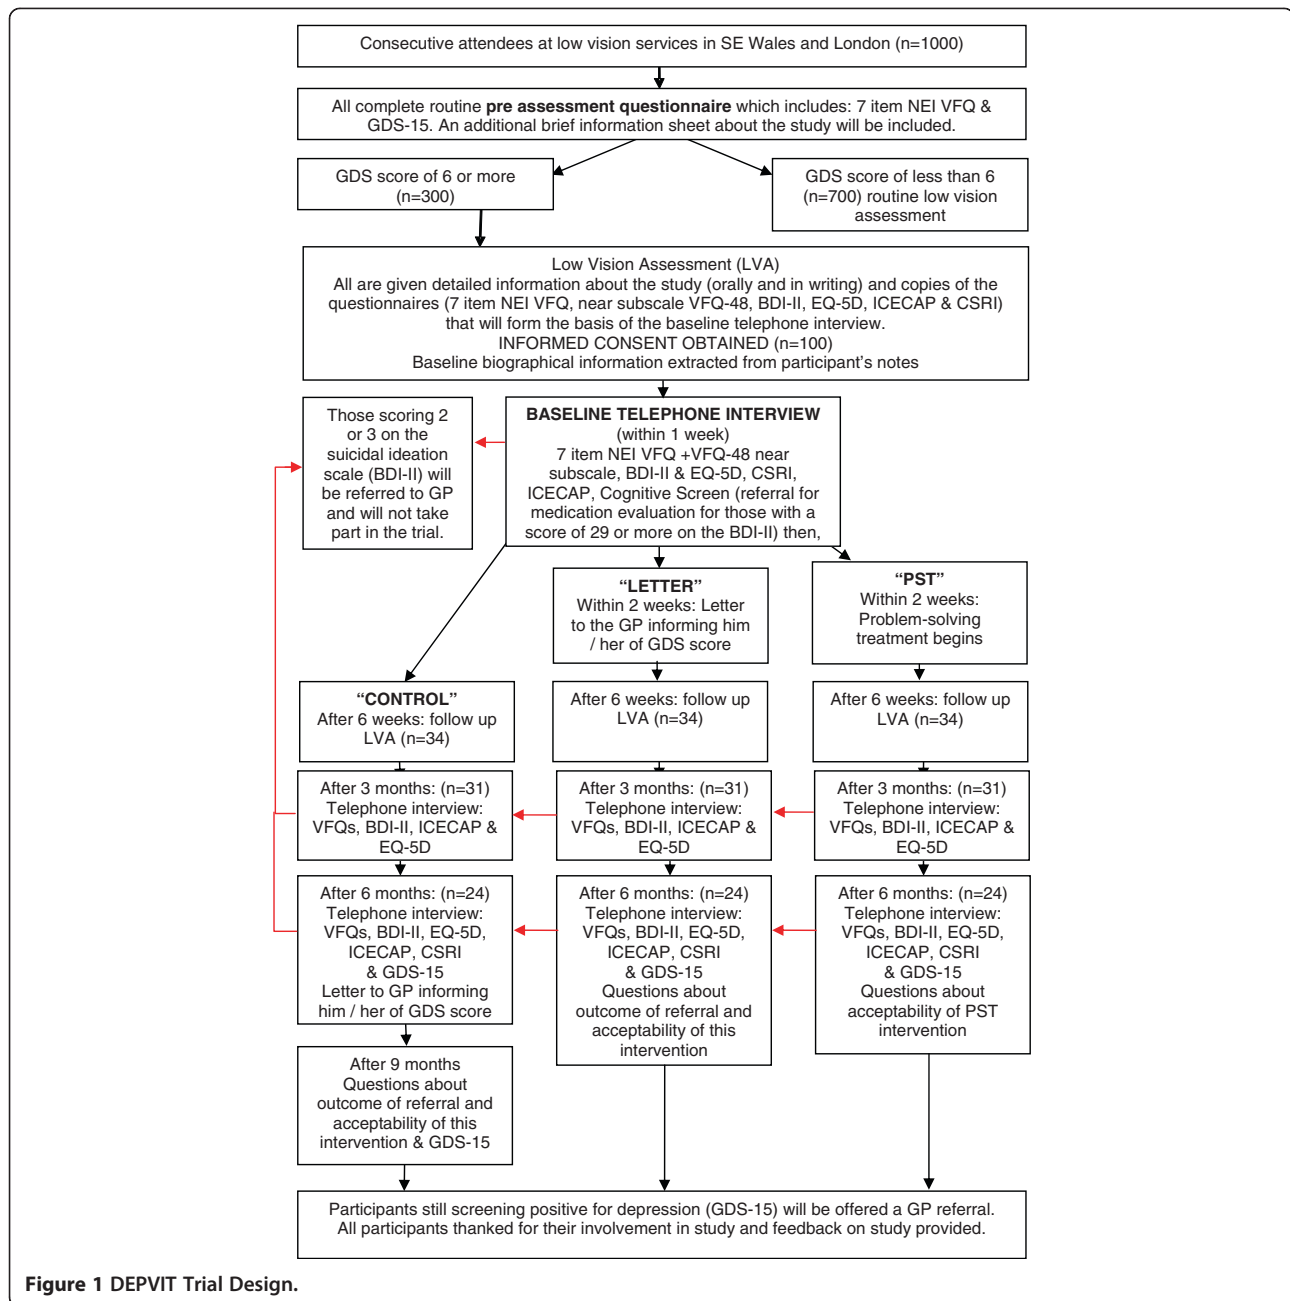 Consecutive attendees at low vision services in SE Wales and London (n=1000)
All complete routine pre assessment questionnaire which includes: 7 item NEI VFQ &
GDS-15. An additional brief information sheet about the study will be included.
GDS score of 6 or more
(n=300)
GDS score of less than 6
(n=700) routine low vision
assessment
Low Vision Assessment (LVA)
All are given detailed information about the study (orally and in writing) and copies of the
questionnaires (7 item NEI VFQ, near subscale VFQ-48, BDI-II, EQ-5D, ICECAP & CSRI)
that will form the basis of the baseline telephone interview.
INFORMED CONSENT OBTAINED (n=100)
Baseline biographical information extracted from participant's notes
Those scoring 2
or 3 on the
suicidal ideation
scale (BDI-II) will
be referred to GP
and will not take
part in the trial.
BASELINE TELEPHONE INTERVIEW
(within 1 week)
7 item NEI VFQ +VFQ-48 near
subscale, BDI-II & EQ-5D, CSRI,
ICECAP, Cognitive Screen (referral for
medication evaluation for those with a
score of 29 or more on the BDI-II) then,
"LETTER"
Within 2 weeks: Letter
to the GP informing him
/ her of GDS score
"PST"
Within 2 weeks:
Problem-solving
treatment begins
"CONTROL"
After 6 weeks: follow up
LVA (n=34)
After 6 weeks: follow up
LVA (n=34)
After 6 weeks: follow up
LVA (n=34)
After 3 months: (n=31)
Telephone interview:
VFQs, BDI-II, ICECAP &
EQ-5D
After 3 months: (n=31)
Telephone interview:
VFQs, BDI-II, ICECAP &
EQ-5D
After 3 months: (n=31)
Telephone interview:
VFQs, BDI-II, ICECAP &
EQ-5D
After 6 months: (n=24)
Telephone interview:
VFQs, BDI-II, EQ-5D,
ICECAP, CSRI
& GDS-15
Letter to GP informing
him / her of GDS score
After 6 months: (n=24)
Telephone interview:
VFQs, BDI-II, EQ-5D,
ICECAP, CSRI
& GDS-15
Questions about
outcome of referral and
acceptability of this
intervention
After 6 months: (n=24)
Telephone interview:
VFQs, BDI-II, EQ-5D,
ICECAP, CSRI
& GDS-15
Questions about
acceptability of PST
intervention
After 9 months
Questions about
outcome of referral and
acceptability of this
intervention & GDS-15
Participants still screening positive for depression (GDS-15) will be offered a GP referral.
All participants thanked for their involvement in study and feedback on study provided.
Figure 1 DEPVIT Trial Design.